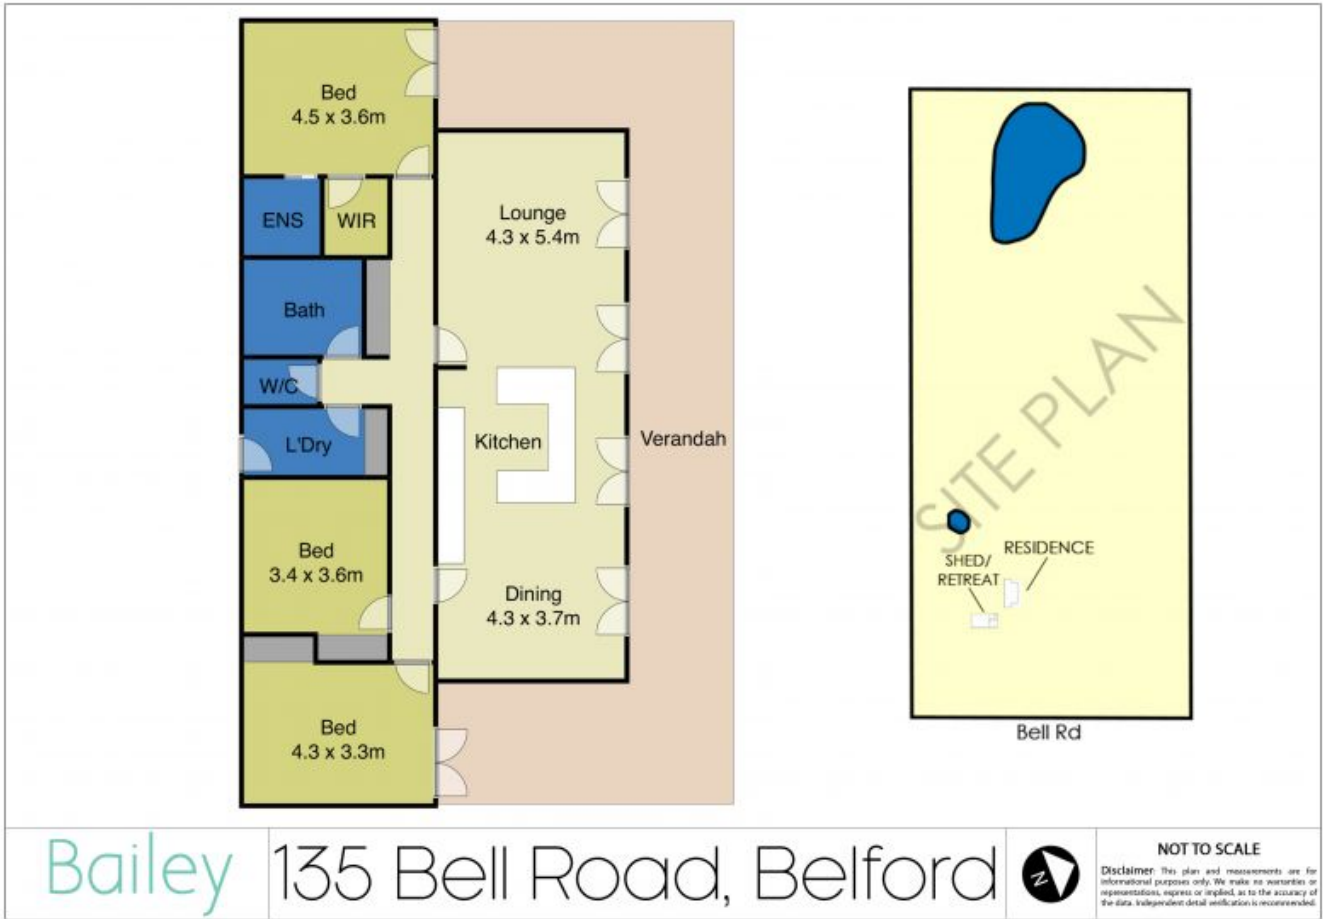 Bed
4.5 x 3.6m
ENS
WIR
Lounge
4.3 x 5.4m
Bath
W/C
L'Dry
Kitchen
Verandah
Bed
3.4 x 3.6m
Dining
4.3 x 3.7m
Bed
4.3 x 3.3m
SITE PLAN
SHED/
RETREAT
RESIDENCE
Bell Rd
Bailey
135 Bell Road, Belford
N
NOT TO SCALE
Disclaimer: This plan and measurements are for
informational purposes only. We make no warranties or
representations, express or implied, as to the accuracy of
the data. Independent detail verification is recommended.